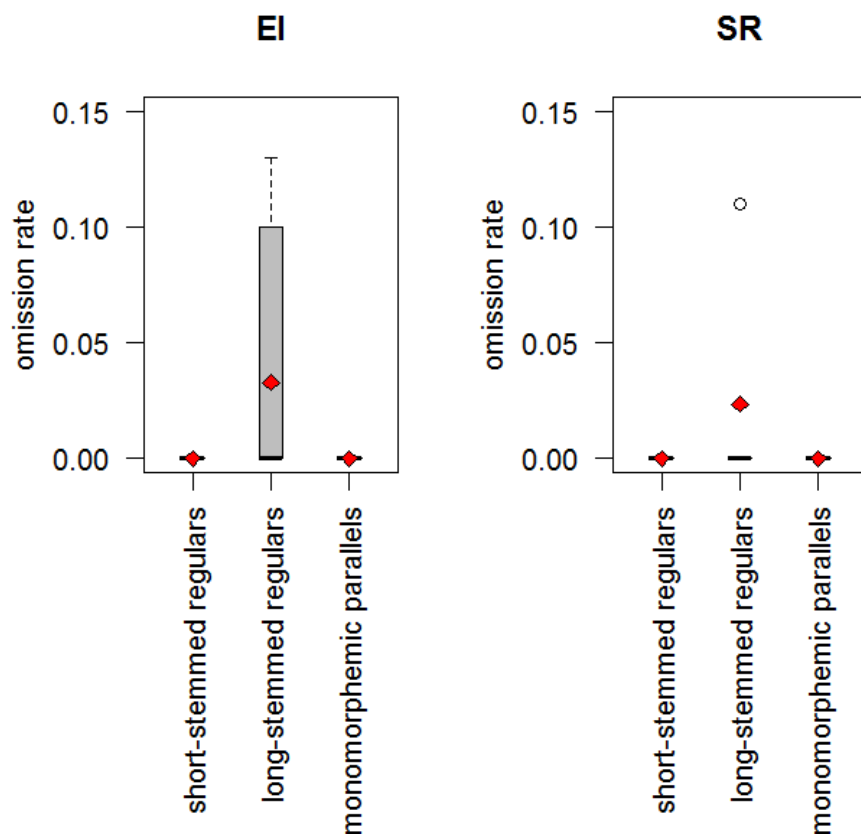 EI
0.15
0.10
0.05
0.00
omission rate
short-stemmed regulars
long-stemmed regulars
monomorphemic parallels
SR
0.15
0.10
0.05
0.00
omission rate
short-stemmed regulars
long-stemmed regulars
monomorphemic parallels